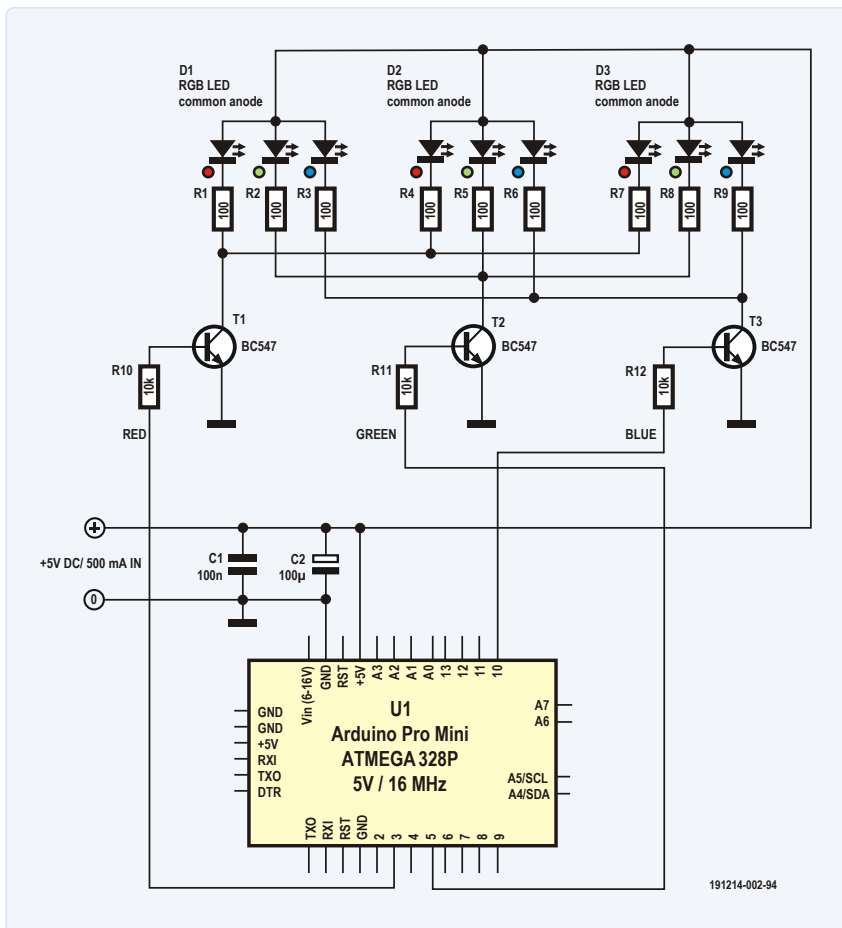 D1
RGB LED
common anode
D2
RGB LED
common anode
D3
RGB LED
common anode
R1
100
R2
100
R3
100
R4
100
R5
100
R6
100
R7
100
R8
100
R9
100
T1
BC547
T2
BC547
T3
BC547
R10
10k
R11
10k
R12
10k
RED
GREEN
BLUE
+
+5V DC/ 500 mA IN
0
C1
100n
C2
100µ
Vin (6-16V)
GND
RST
+5V
A3
A2
A1
A0
13
12
11
10
GND
GND
+5V
RXI
TXO
DTR
U1
Arduino Pro Mini
ATMEGA 328P
5V / 16 MHz
A7
A6
A5/SCL
A4/SDA
TXO
RXI
RST
GND
2
3
4
5
6
7
8
9
191214-002-94